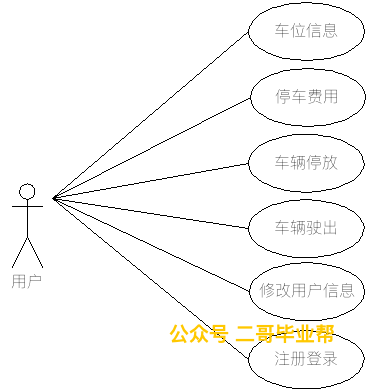 车位信息
停车费用
车辆停放
车辆驶出
用户
修改用户信息
公众号 二哥毕业帮
注册登录